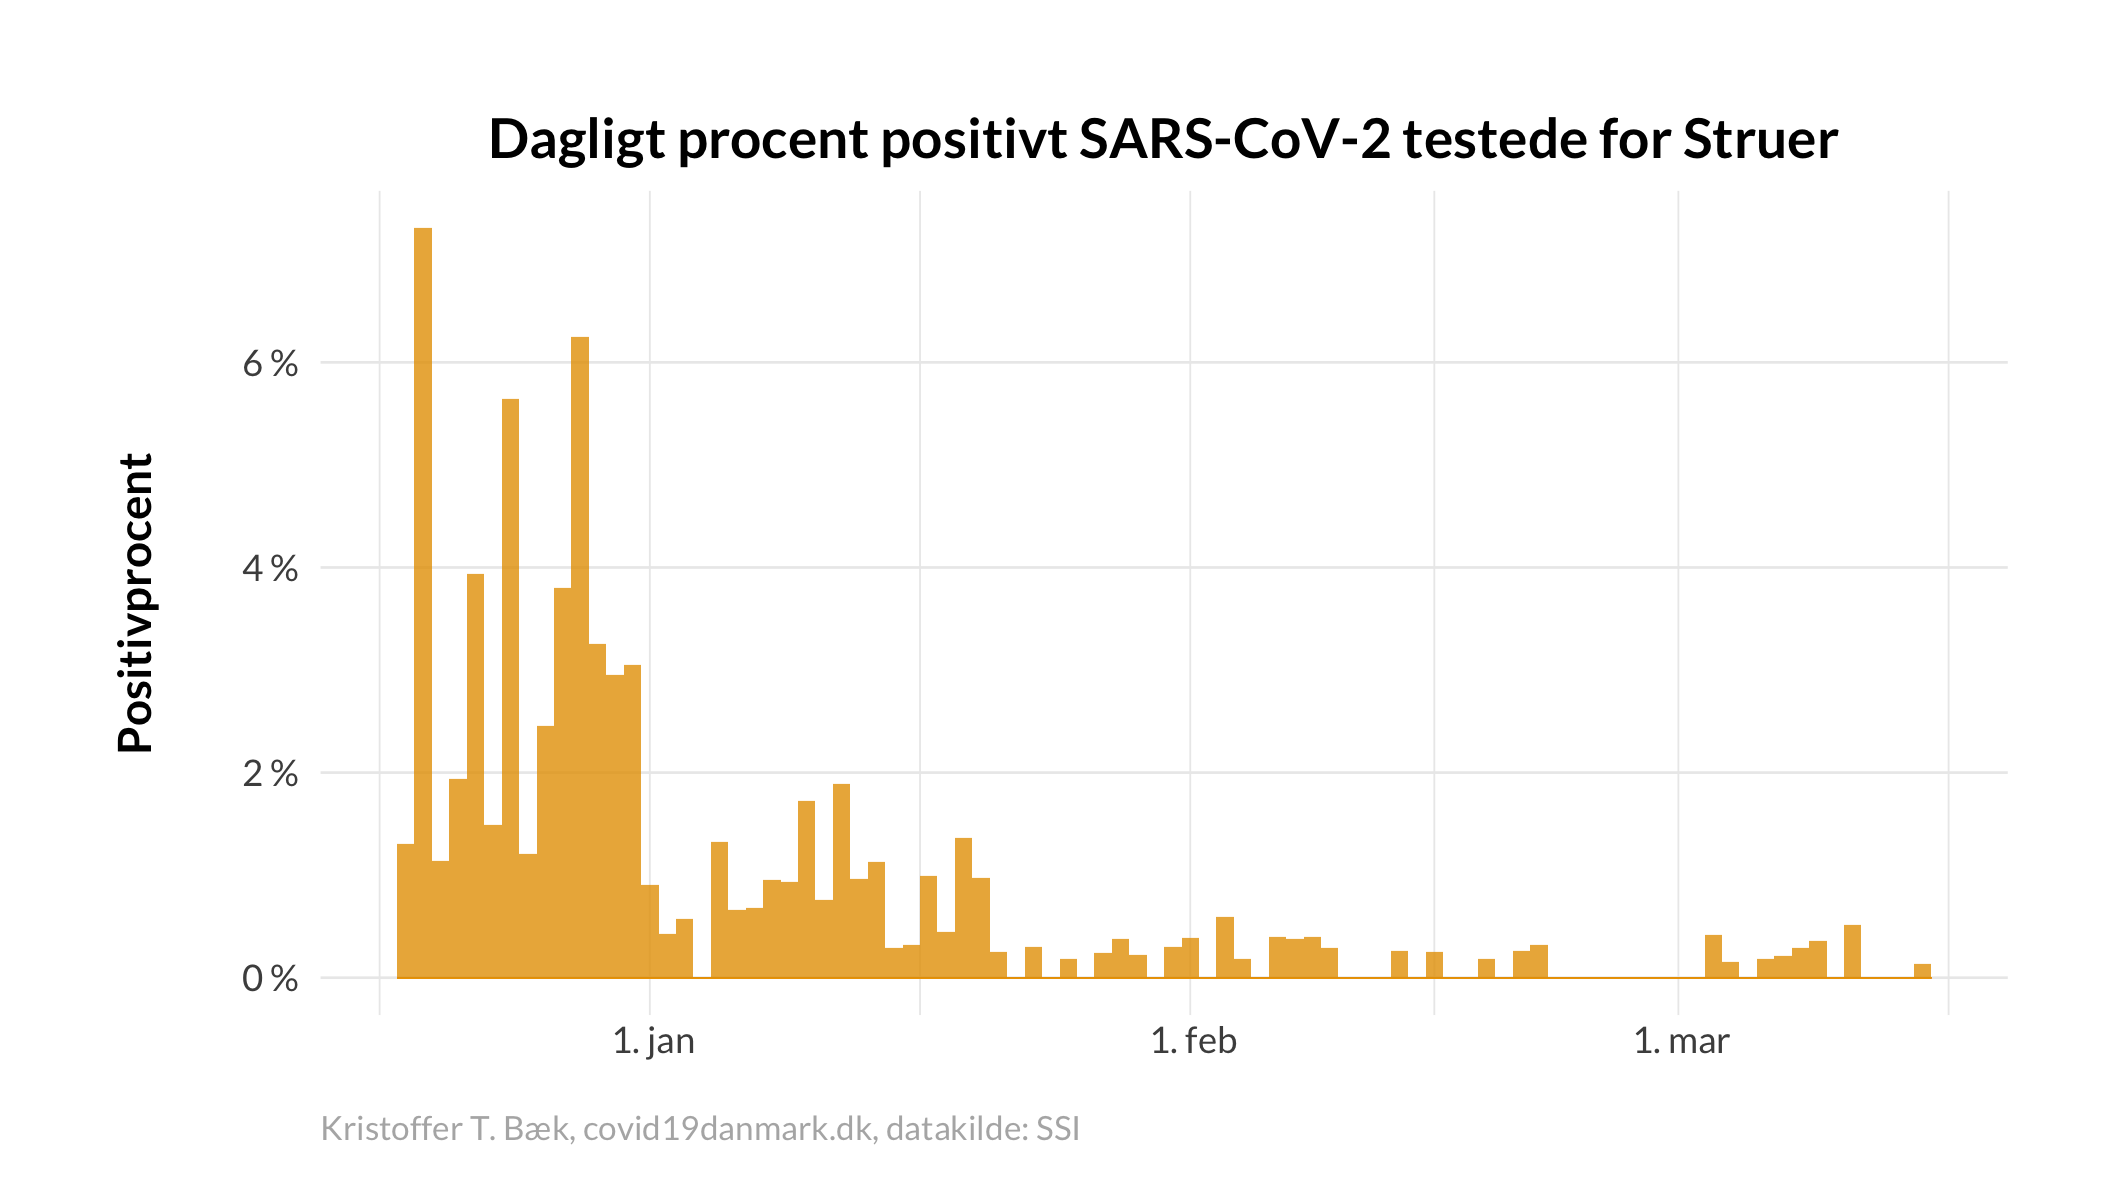 Dagligt procent positivt SARS-CoV-2 testede for Struer
Positivprocent
6 %
4 %
2 %
0 %
1. jan
1. feb
1. mar
Kristoffer T. Bæk, covid19danmark.dk, datakilde: SSI